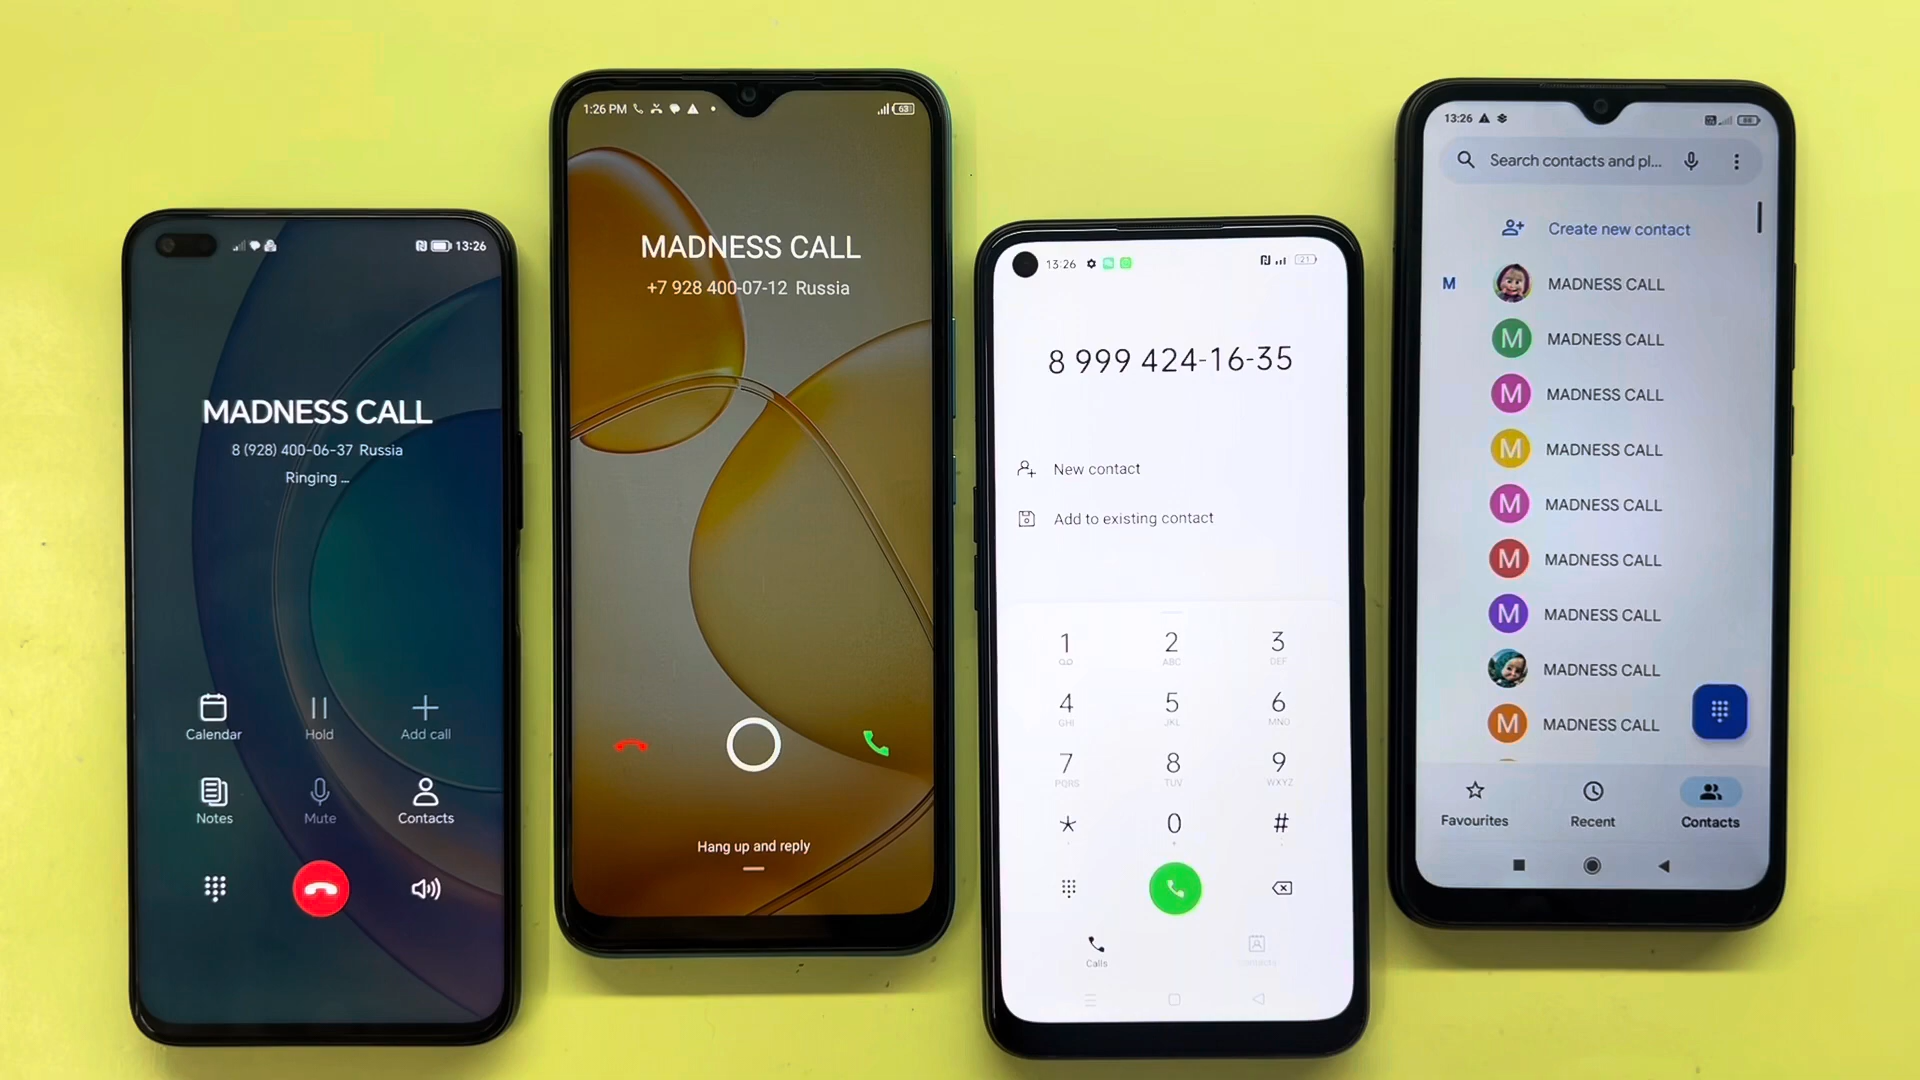 13:26
MADNESS CALL
8 (928) 400-06-37 Russia
Ringing ...
Calendar
Hold
Add call
Notes
Mute
Contacts
1:26 PM
63
MADNESS CALL
+7 928 400-07-12 Russia
Hang up and reply
13:26
21
8 999 424-16-35
New contact
Add to existing contact
1
2 ABC
3 DEF
4 GHI
5 JKL
6 MNO
7 PQRS
8 TUV
9 WXYZ
*
0
+
#
Calls
Contacts
13:26
Search contacts and pl...
Create new contact
M
MADNESS CALL
M MADNESS CALL
M MADNESS CALL
M MADNESS CALL
M MADNESS CALL
M MADNESS CALL
M MADNESS CALL
MADNESS CALL
M MADNESS CALL
Favourites
Recent
Contacts